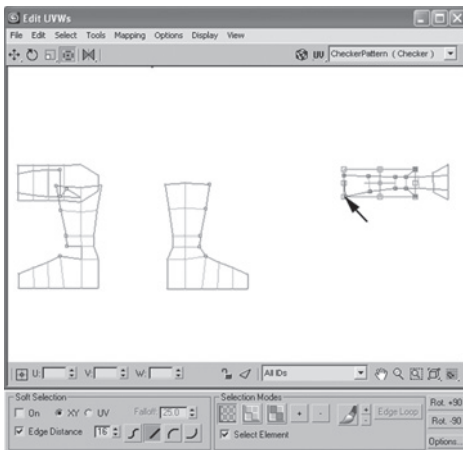 Edit UVWs
File Edit Select Tools Mapping Options Display View
UV CheckerPattern ( Checker )
U: V: W: All IDs
Soft Selection
On XY UV Falloff: 25.0
Edge Distance 16
Selection Modes
+ - + - Edge Loop
Select Element
Rot. +90
Rot. -90
Options...